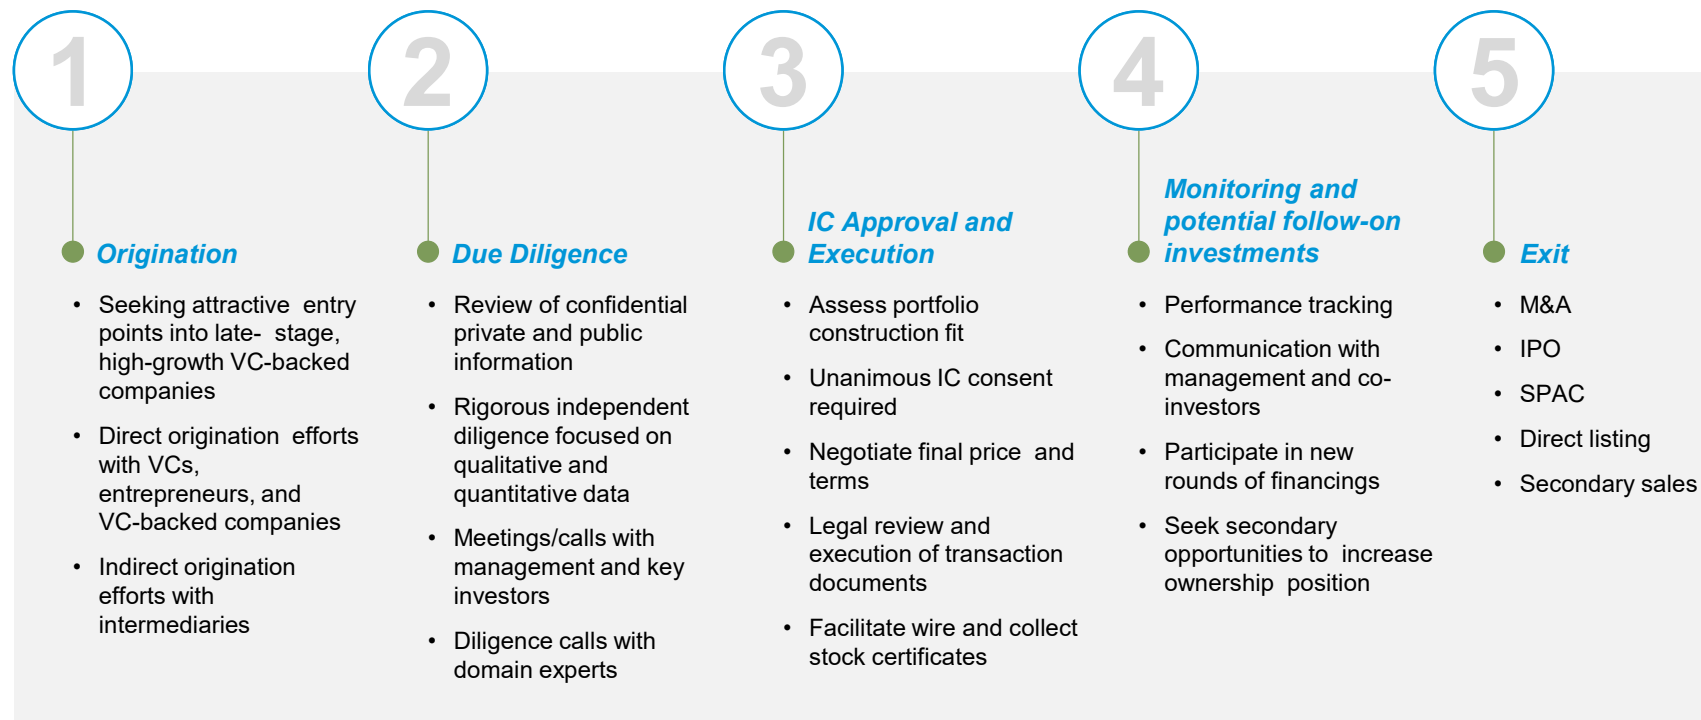 1
Origination
• Seeking attractive entry
points into late- stage,
high-growth VC-backed
companies
• Direct origination efforts
with VCs,
entrepreneurs, and
VC-backed companies
• Indirect origination
efforts with
intermediaries
2
Due Diligence
• Review of confidential
private and public
information
• Rigorous independent
diligence focused on
qualitative and
quantitative data
• Meetings/calls with
management and key
investors
• Diligence calls with
domain experts
3
IC Approval and
Execution
• Assess portfolio
construction fit
• Unanimous IC consent
required
• Negotiate final price and
terms
• Legal review and
execution of transaction
documents
• Facilitate wire and collect
stock certificates
4
Monitoring and
potential follow-on
investments
• Performance tracking
• Communication with
management and co-
investors
• Participate in new
rounds of financings
• Seek secondary
opportunities to increase
ownership position
5
Exit
• M&A
• IPO
• SPAC
• Direct listing
• Secondary sales